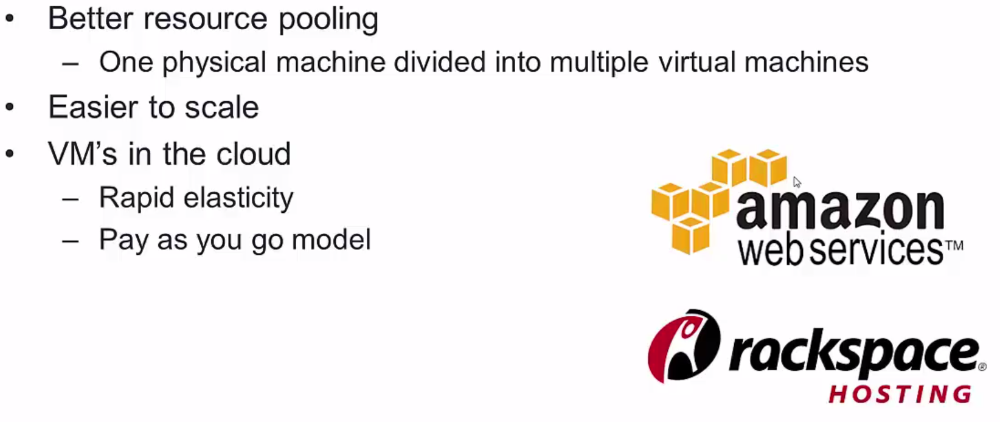 • Better resource pooling
– One physical machine divided into multiple virtual machines
• Easier to scale
• VM’s in the cloud
– Rapid elasticity
– Pay as you go model
amazon
web services™
rackspace®
HOSTING